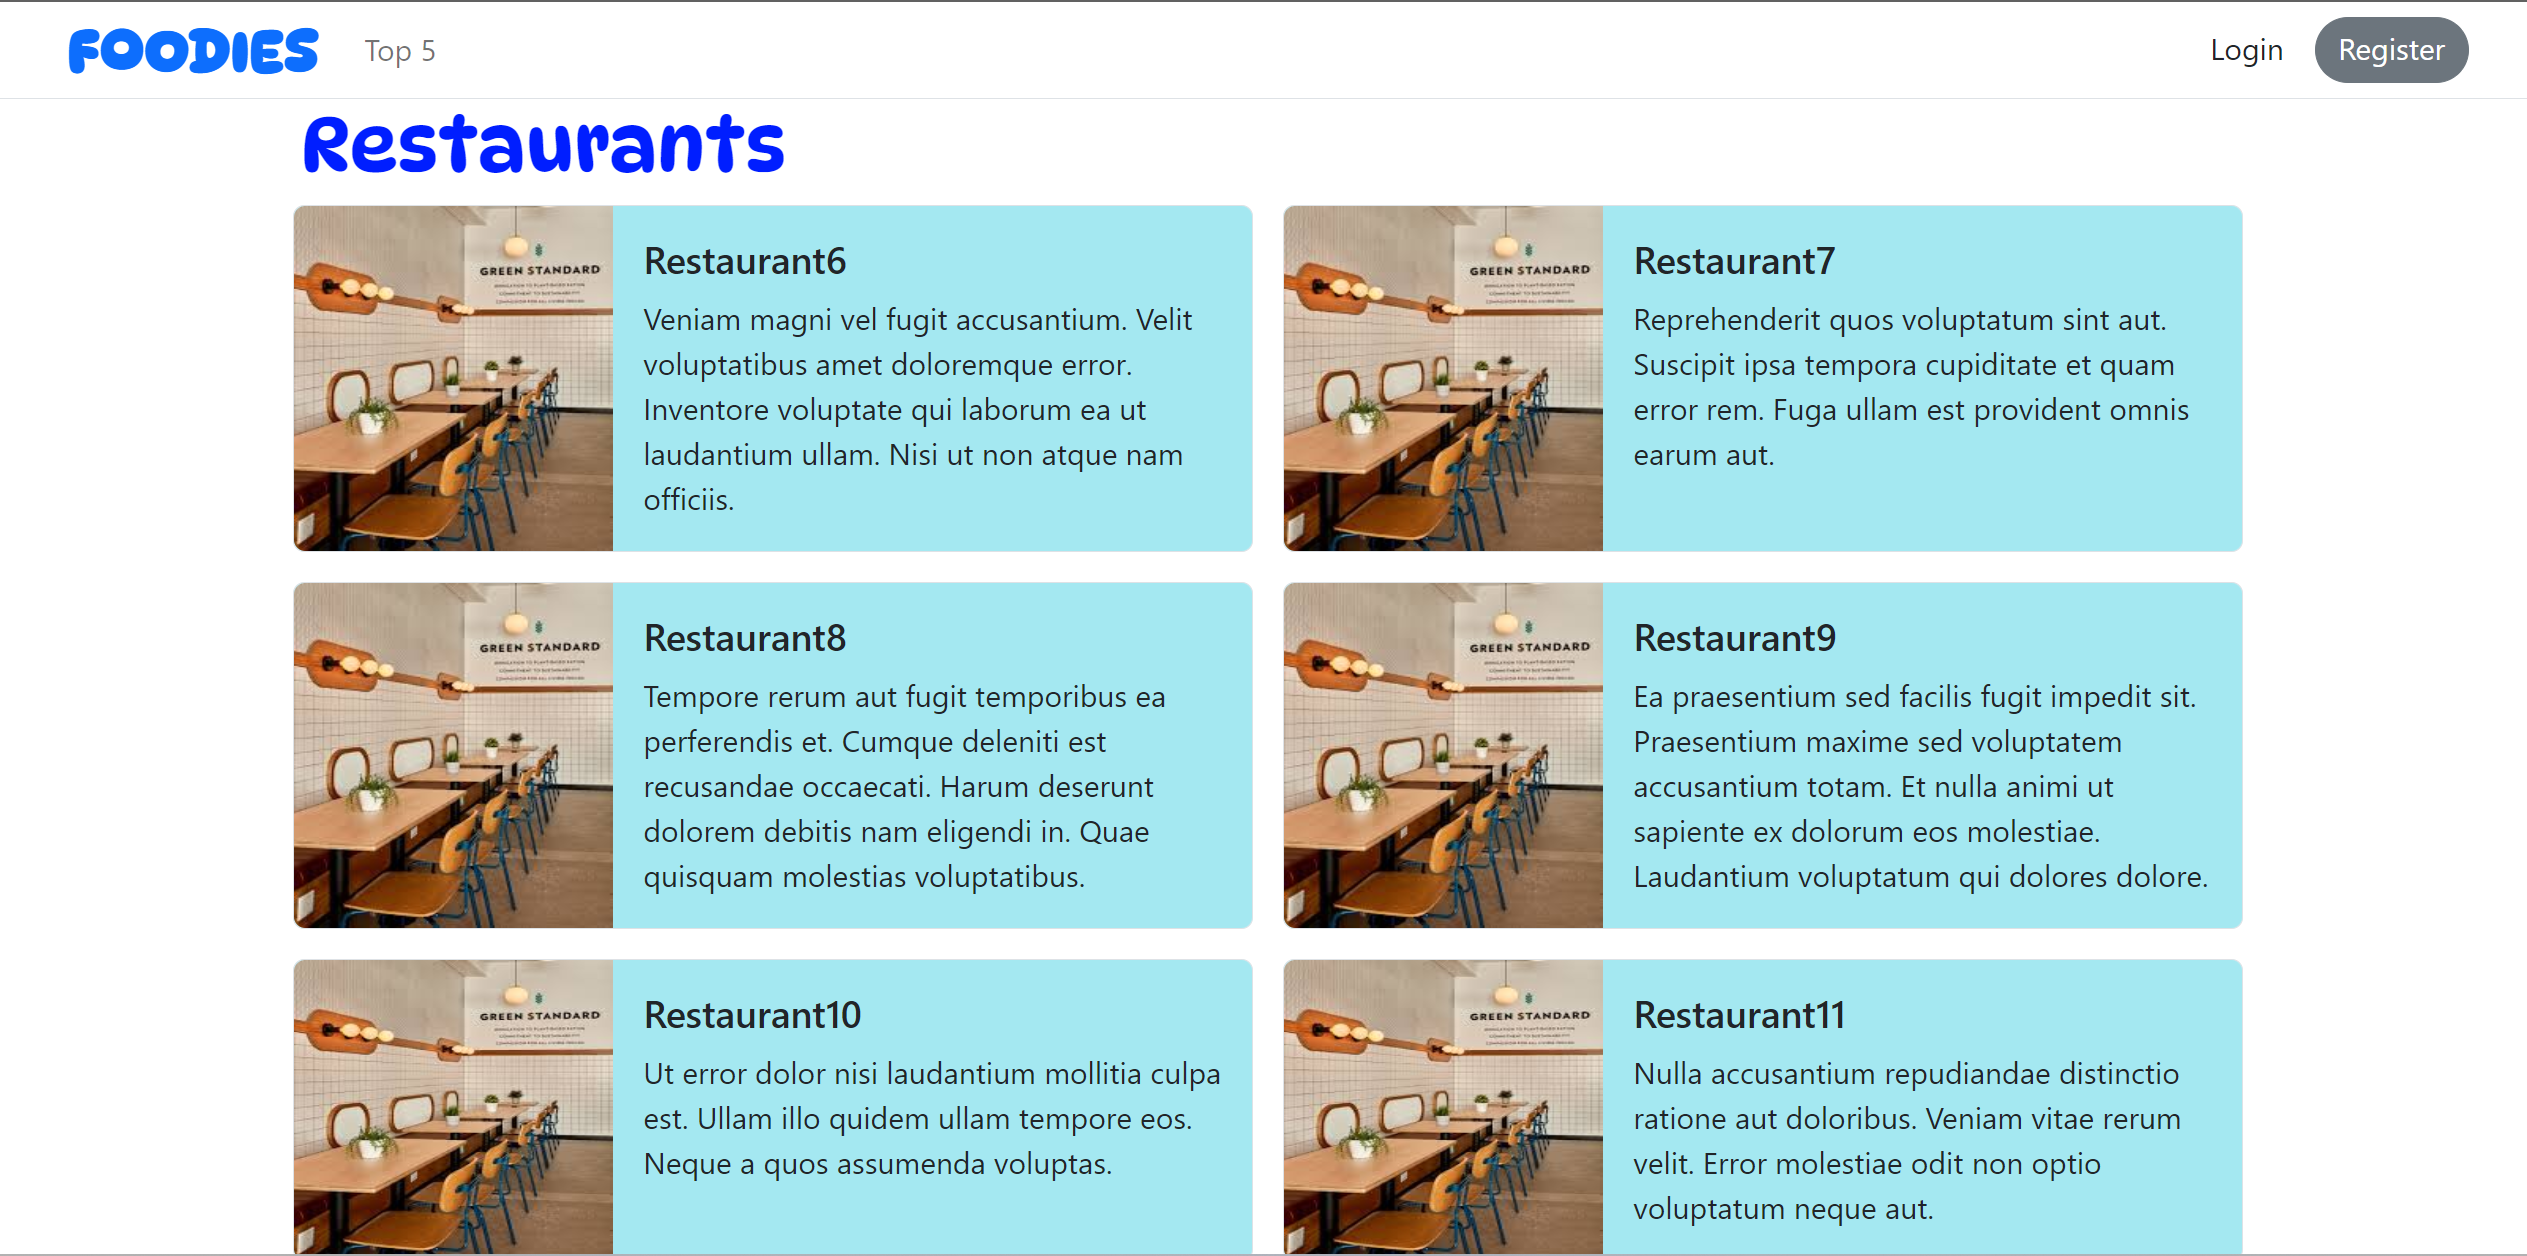 FOODIES
Top 5
Login
Register
Restaurants
GREEN STANDARD
Restaurant6
Veniam magni vel fugit accusantium. Velit
voluptatibus amet doloremque error.
Inventore voluptate qui laborum ea ut
laudantium ullam. Nisi ut non atque nam
officiis.
GREEN STANDARD
Restaurant7
Reprehenderit quos voluptatum sint aut.
Suscipit ipsa tempora cupiditate et quam
error rem. Fuga ullam est provident omnis
earum aut.
GREEN STANDARD
Restaurant8
Tempore rerum aut fugit temporibus ea
perferendis et. Cumque deleniti est
recusandae occaecati. Harum deserunt
dolorem debitis nam eligendi in. Quae
quisquam molestias voluptatibus.
GREEN STANDARD
Restaurant9
Ea praesentium sed facilis fugit impedit sit.
Praesentium maxime sed voluptatem
accusantium totam. Et nulla animi ut
sapiente ex dolorum eos molestiae.
Laudantium voluptatum qui dolores dolore.
GREEN STANDARD
Restaurant10
Ut error dolor nisi laudantium mollitia culpa
est. Ullam illo quidem ullam tempore eos.
Neque a quos assumenda voluptas.
GREEN STANDARD
Restaurant11
Nulla accusantium repudiandae distinctio
ratione aut doloribus. Veniam vitae rerum
velit. Error molestiae odit non optio
voluptatum neque aut.